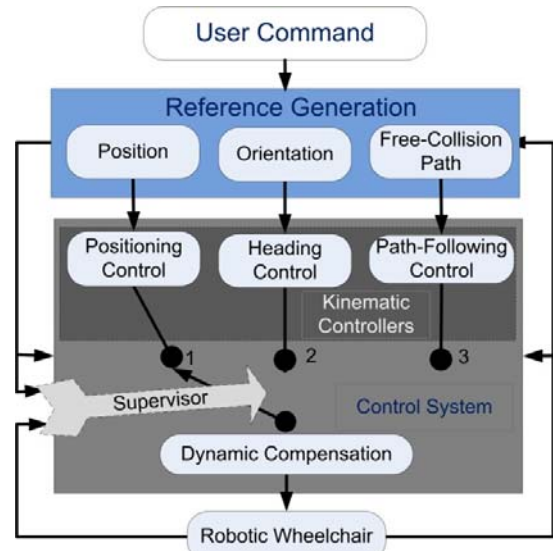 User Command
Reference Generation
Position
Orientation
Free-Collision
Path
Positioning
Control
Heading
Control
Path-Following
Control
Kinematic
Controllers
1
2
3
Supervisor
Control System
Dynamic Compensation
Robotic Wheelchair